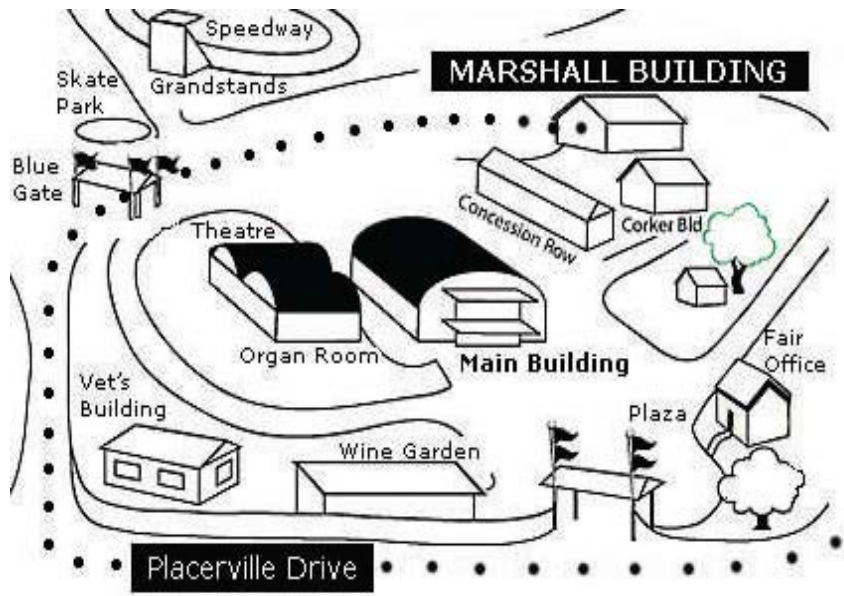 Speedway
MARSHALL BUILDING
Skate
Park
Grandstands
Blue
Gate
Concession Row
Corker Bld
Theatre
Organ Room
Main Building
Fair
Office
Vet's
Building
Plaza
Wine Garden
Placerville Drive